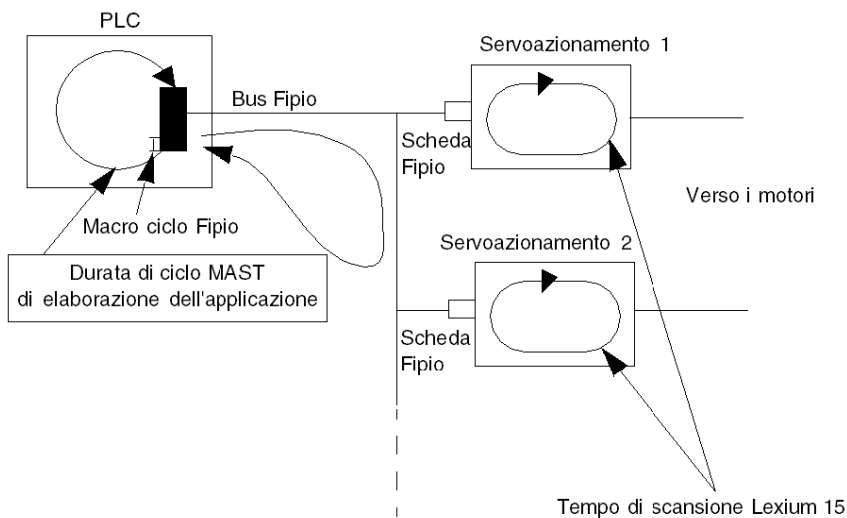 PLC
Servoazionamento 1
Bus Fipio
Scheda
Fipio
Verso i motori
Macro ciclo Fipio
Servoazionamento 2
Durata di ciclo MAST
di elaborazione dell'applicazione
Scheda
Fipio
Tempo di scansione Lexium 15